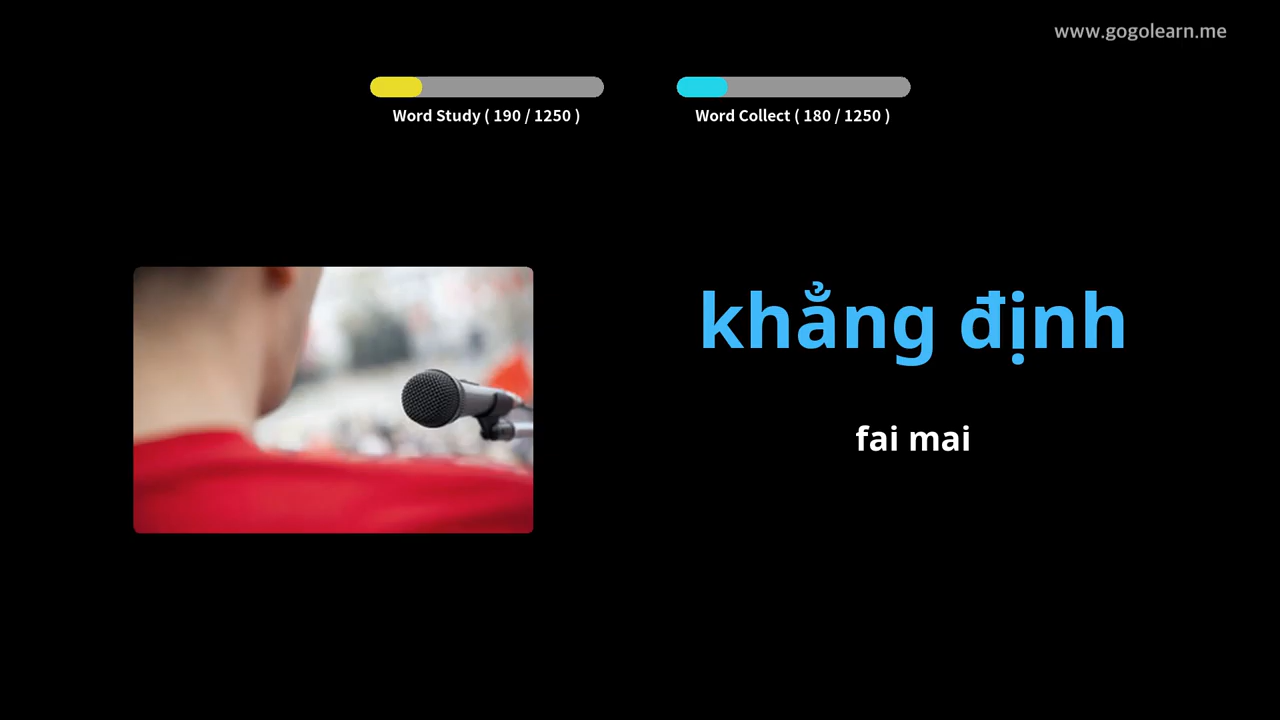 www.gogolearn.me
Word Study ( 190 / 1250 )
Word Collect ( 180 / 1250 )
khẳng định
fai mai